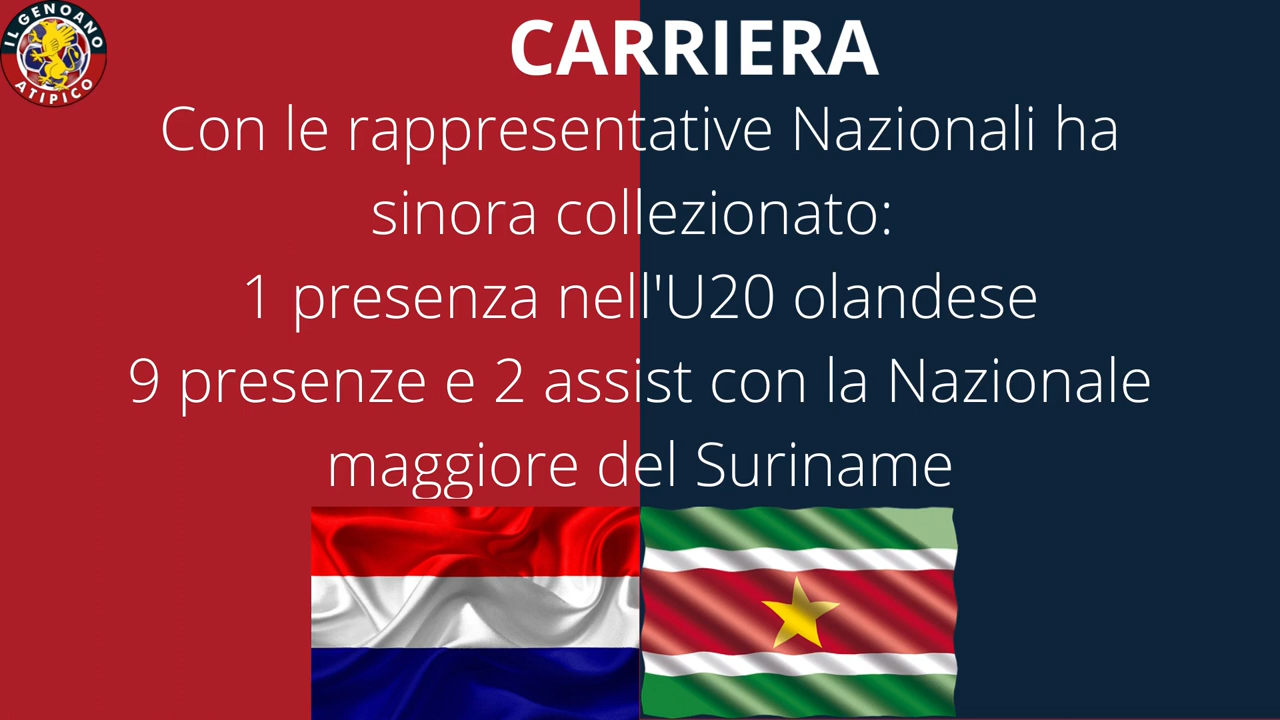 IL GENOANO
ATIPICO
CARRIERA
Con le rappresentative Nazionali ha
sinora collezionato:
1 presenza nell'U20 olandese
9 presenze e 2 assist con la Nazionale
maggiore del Suriname